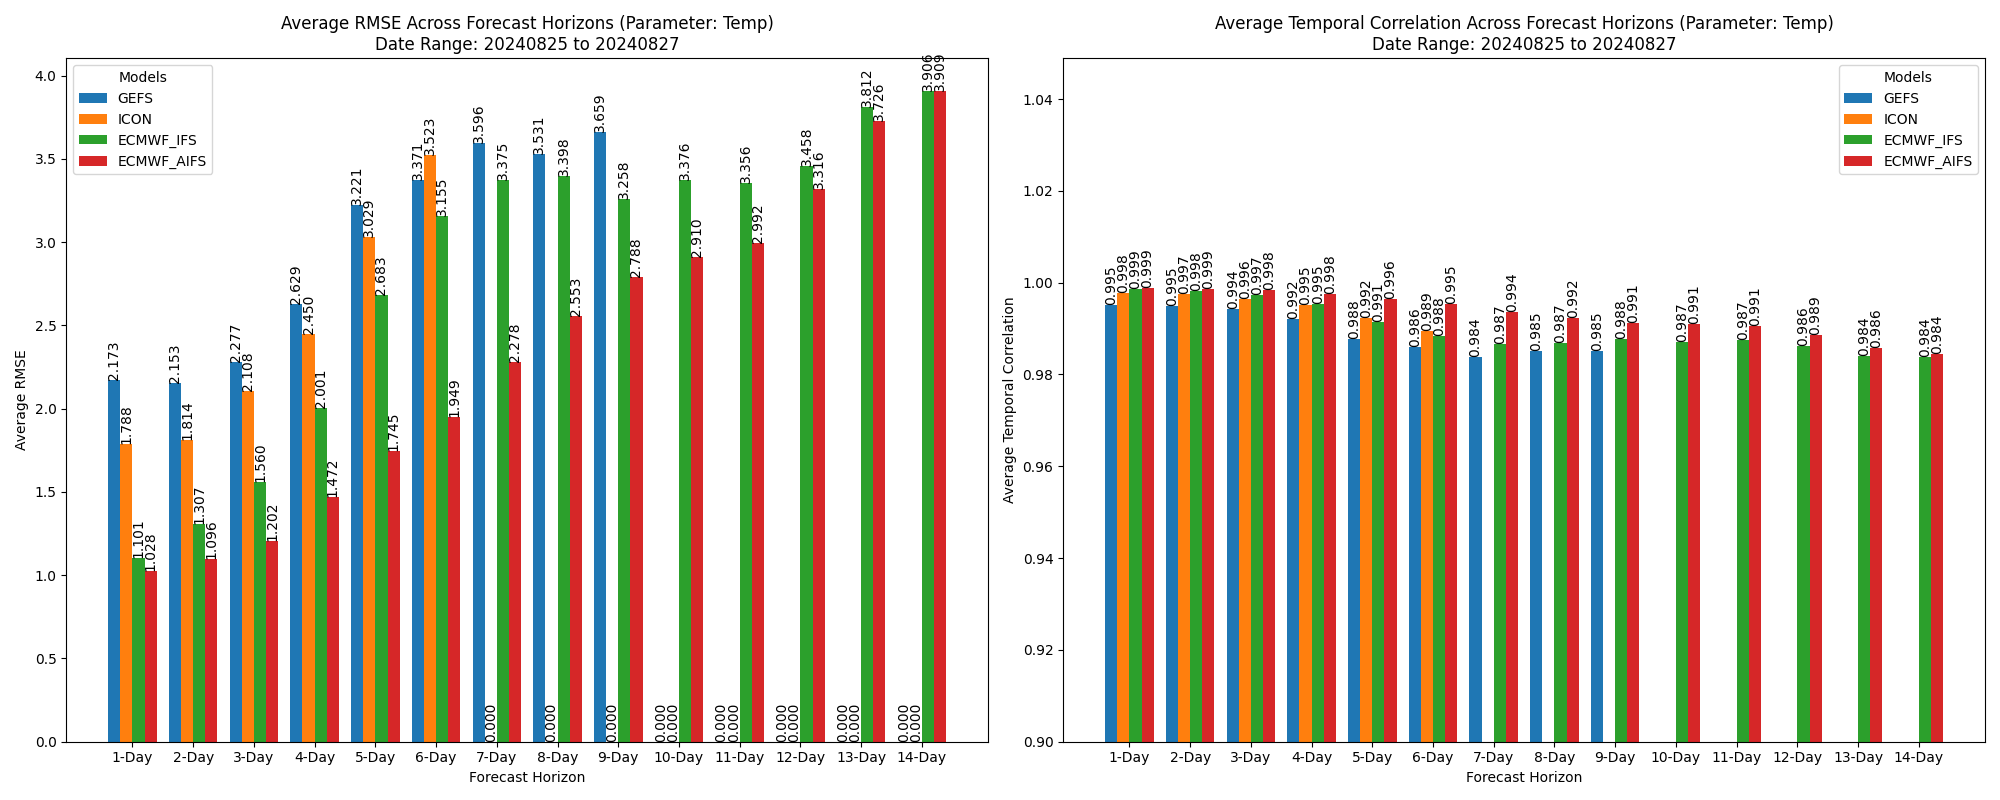 Average RMSE Across Forecast Horizons (Parameter: Temp)
Date Range: 20240825 to 20240827
Models
GEFS
ICON
ECMWF_IFS
ECMWF_AIFS
Average RMSE
4.0
3.5
3.0
2.5
2.0
1.5
1.0
0.5
0.0
2.173
1.788
1.101
1.028
2.153
1.814
1.307
1.096
2.277
2.108
1.560
1.202
2.629
2.450
2.001
1.472
3.221
3.029
2.683
1.745
3.371
3.523
3.155
1.949
3.596
0.000
3.375
2.278
3.531
0.000
3.398
2.553
3.659
0.000
3.258
2.788
0.000
0.000
3.376
2.910
0.000
0.000
3.356
2.992
0.000
0.000
3.458
3.316
0.000
0.000
3.812
3.726
0.000
0.000
3.906
3.909
1-Day
2-Day
3-Day
4-Day
5-Day
6-Day
7-Day
8-Day
9-Day
10-Day
11-Day
12-Day
13-Day
14-Day
Forecast Horizon
Average Temporal Correlation Across Forecast Horizons (Parameter: Temp)
Date Range: 20240825 to 20240827
Models
GEFS
ICON
ECMWF_IFS
ECMWF_AIFS
Average Temporal Correlation
1.04
1.02
1.00
0.98
0.96
0.94
0.92
0.90
0.995
0.998
0.999
0.999
0.995
0.997
0.998
0.999
0.994
0.996
0.997
0.998
0.992
0.995
0.995
0.998
0.988
0.992
0.991
0.996
0.986
0.989
0.988
0.995
0.984
0.987
0.994
0.985
0.987
0.992
0.985
0.988
0.991
0.987
0.991
0.987
0.991
0.986
0.989
0.984
0.986
0.984
0.984
1-Day
2-Day
3-Day
4-Day
5-Day
6-Day
7-Day
8-Day
9-Day
10-Day
11-Day
12-Day
13-Day
14-Day
Forecast Horizon